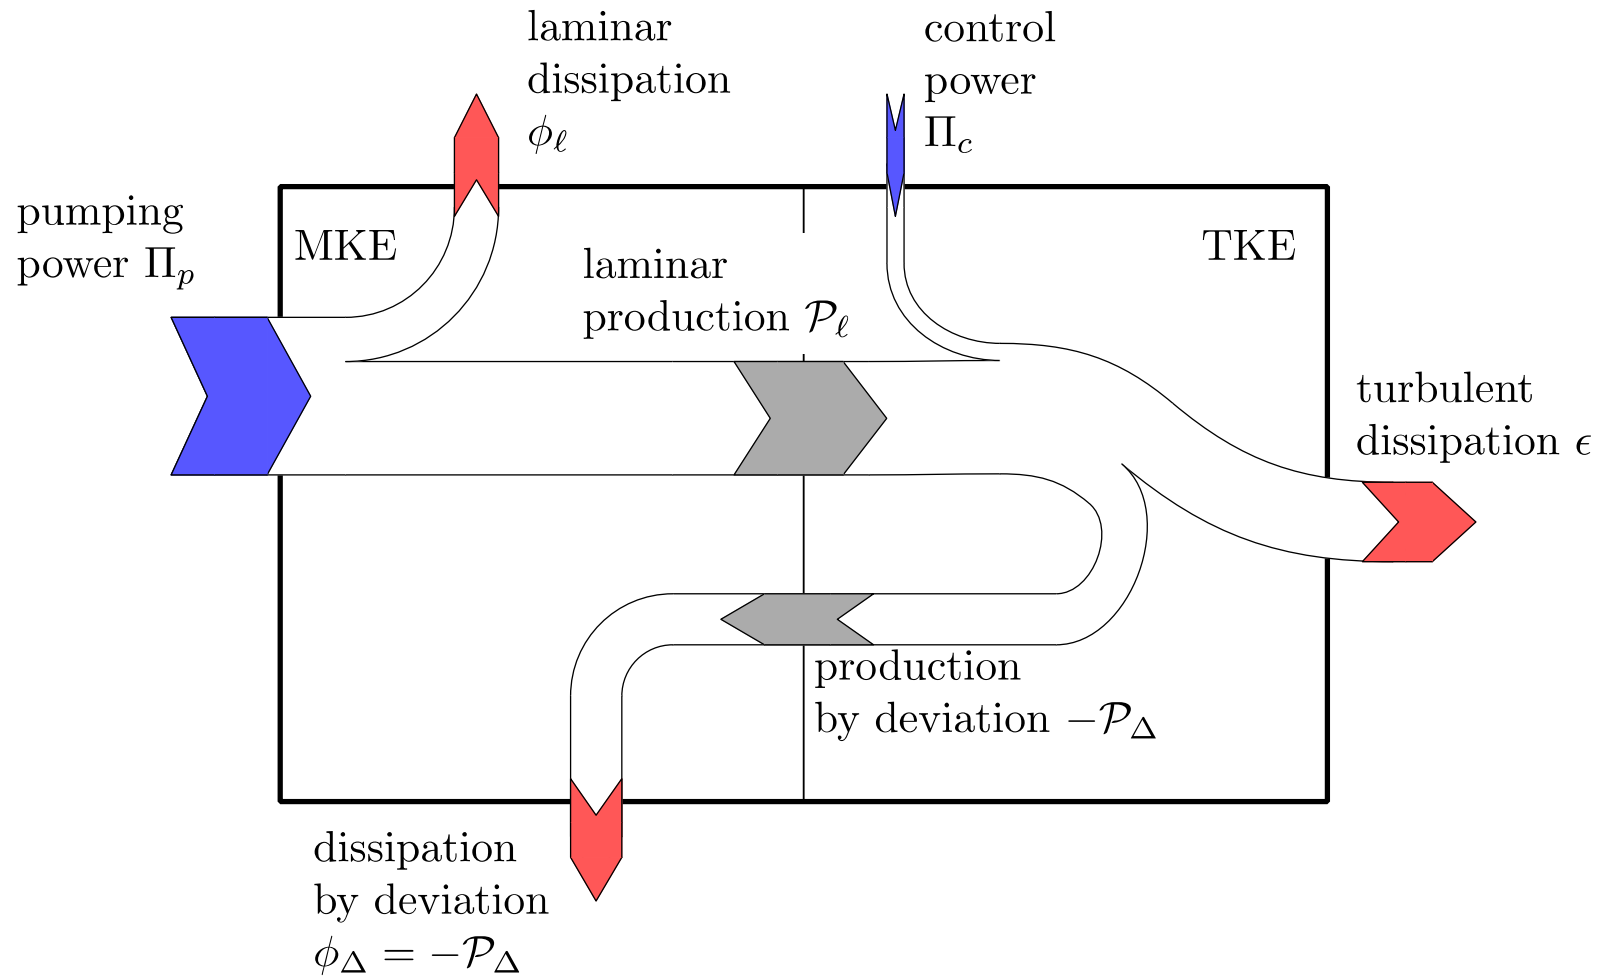 laminar
dissipation
ϕ_ℓ
control
power
Π_c
pumping
power Π_p
MKE
TKE
laminar
production 𝒫_ℓ
turbulent
dissipation ϵ
production
by deviation −𝒫_Δ
dissipation
by deviation
ϕ_Δ = −𝒫_Δ